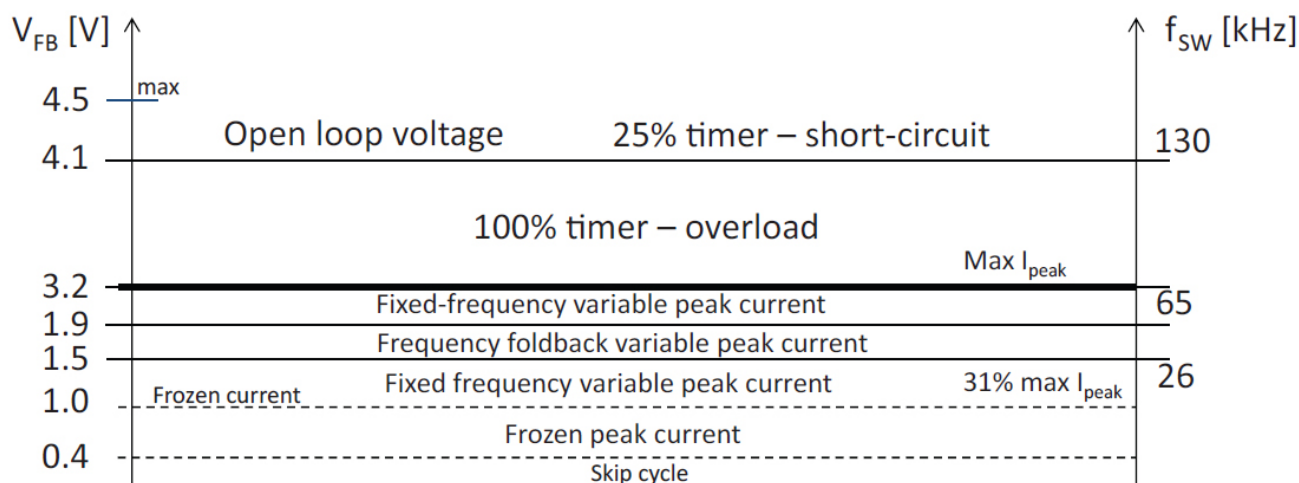 V_FB [V]
f_SW [kHz]
max
4.5
Open loop voltage
25% timer – short-circuit
130
4.1
100% timer – overload
Max I_peak
3.2
Fixed-frequency variable peak current
65
1.9
Frequency foldback variable peak current
1.5
Fixed frequency variable peak current
31% max I_peak
26
Frozen current
1.0
Frozen peak current
0.4
Skip cycle